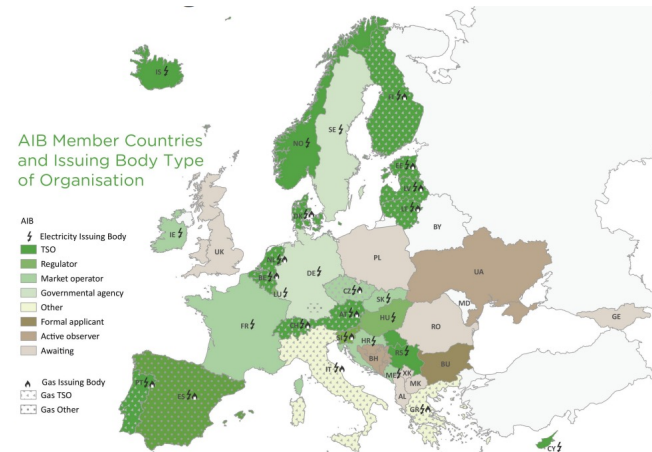 AIB Member Countries
and Issuing Body Type
of Organisation
AIB
Electricity Issuing Body
TSO
Regulator
Market operator
Governmental agency
Other
Formal applicant
Active observer
Awaiting
Gas Issuing Body
Gas TSO
Gas Other
IS
NO
SE
FI
EE
LV
LT
DK
IE
UK
NL
BE
LU
DE
PL
BY
UA
CZ
SK
MD
FR
CH
AT
HU
RO
GE
SI
HR
BH
RS
IT
ME
XK
BU
MK
AL
GR
PT
ES
CY